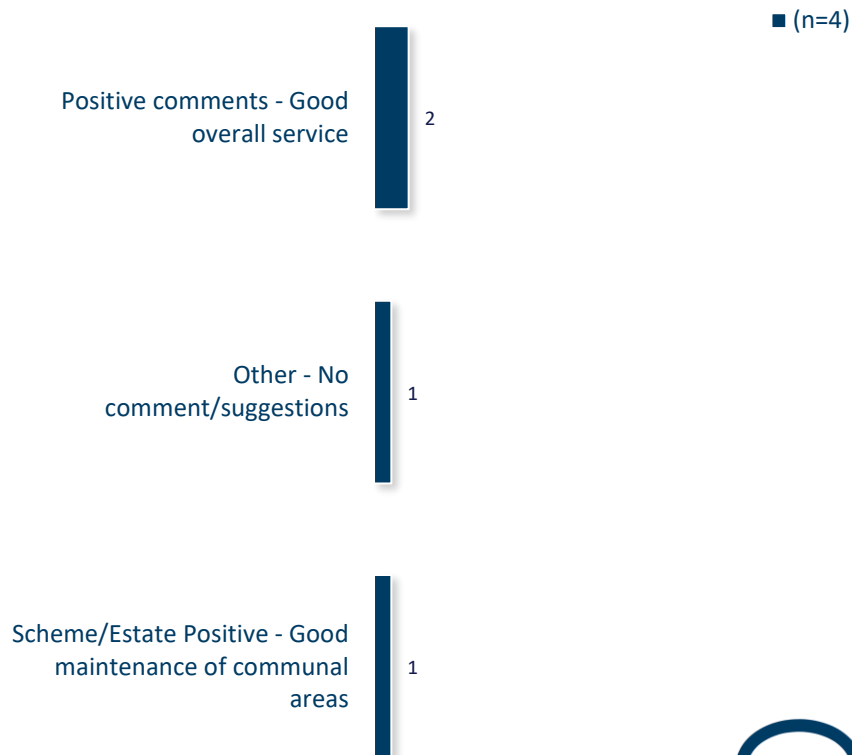 ■ (n=4)
Positive comments - Good
overall service
2
Other - No
comment/suggestions
1
Scheme/Estate Positive - Good
maintenance of communal
areas
1